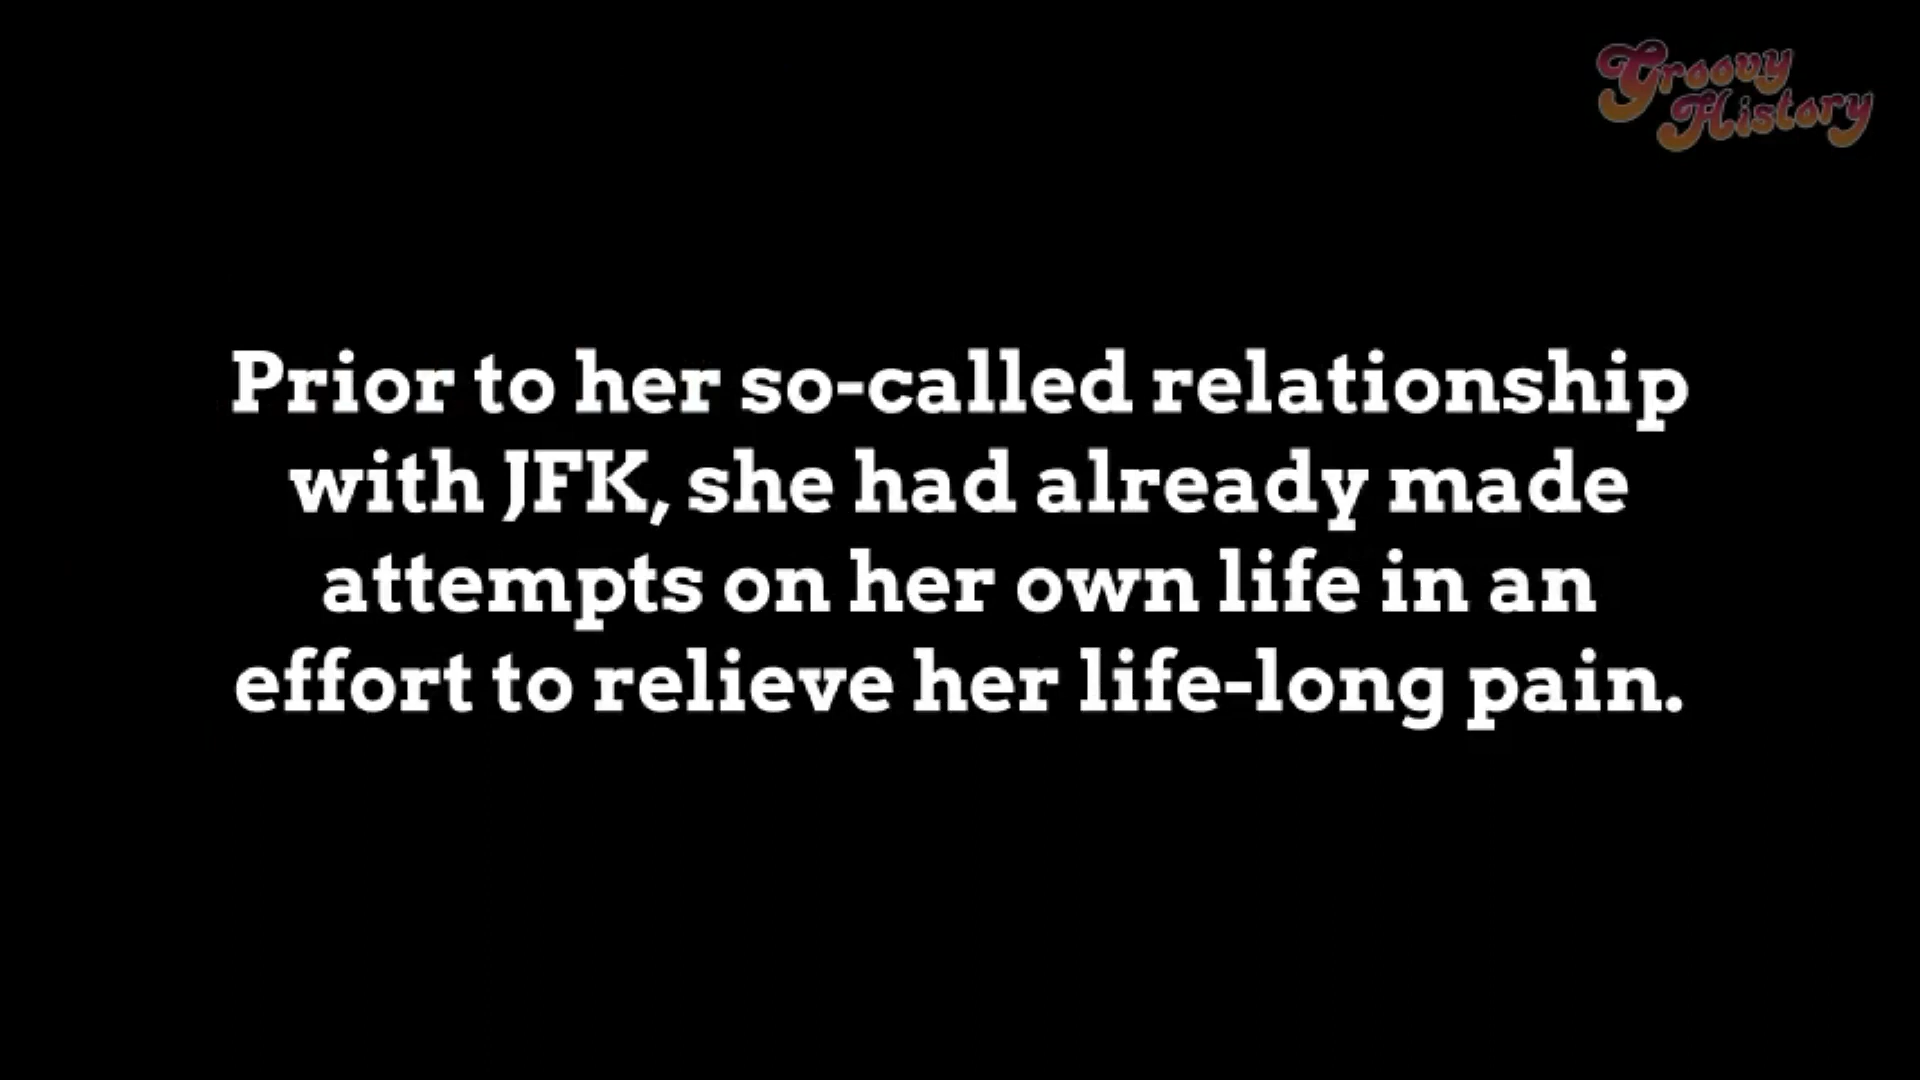 Groovy
History
Prior to her so-called relationship
with JFK, she had already made
attempts on her own life in an
effort to relieve her life-long pain.